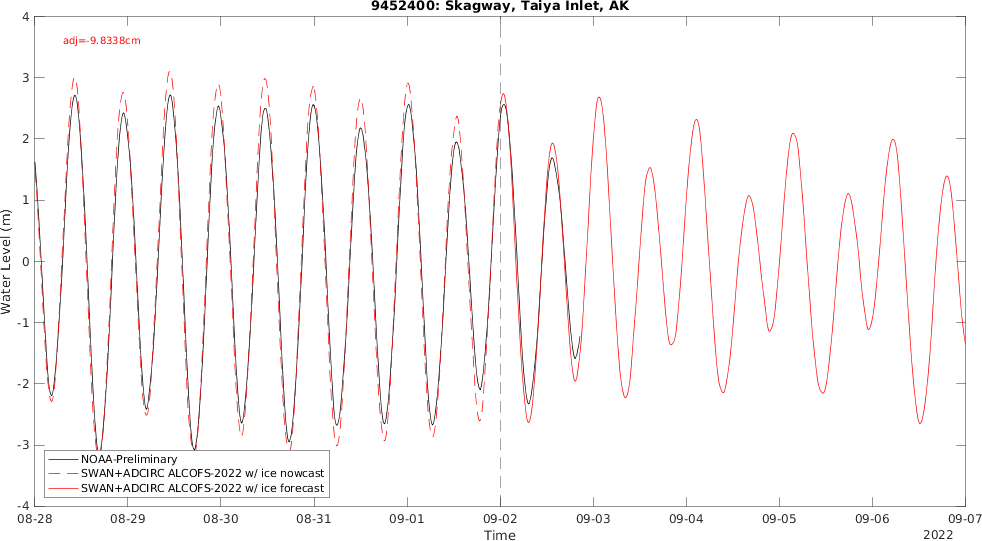 9452400: Skagway, Taiya Inlet, AK
adj=-9.8338cm
4
3
2
1
0
-1
-2
-3
-4
Water Level (m)
NOAA-Preliminary
SWAN+ADCIRC ALCOFS-2022 w/ ice nowcast
SWAN+ADCIRC ALCOFS-2022 w/ ice forecast
08-28 08-29 08-30 08-31 09-01 09-02 09-03 09-04 09-05 09-06 09-07
Time
2022